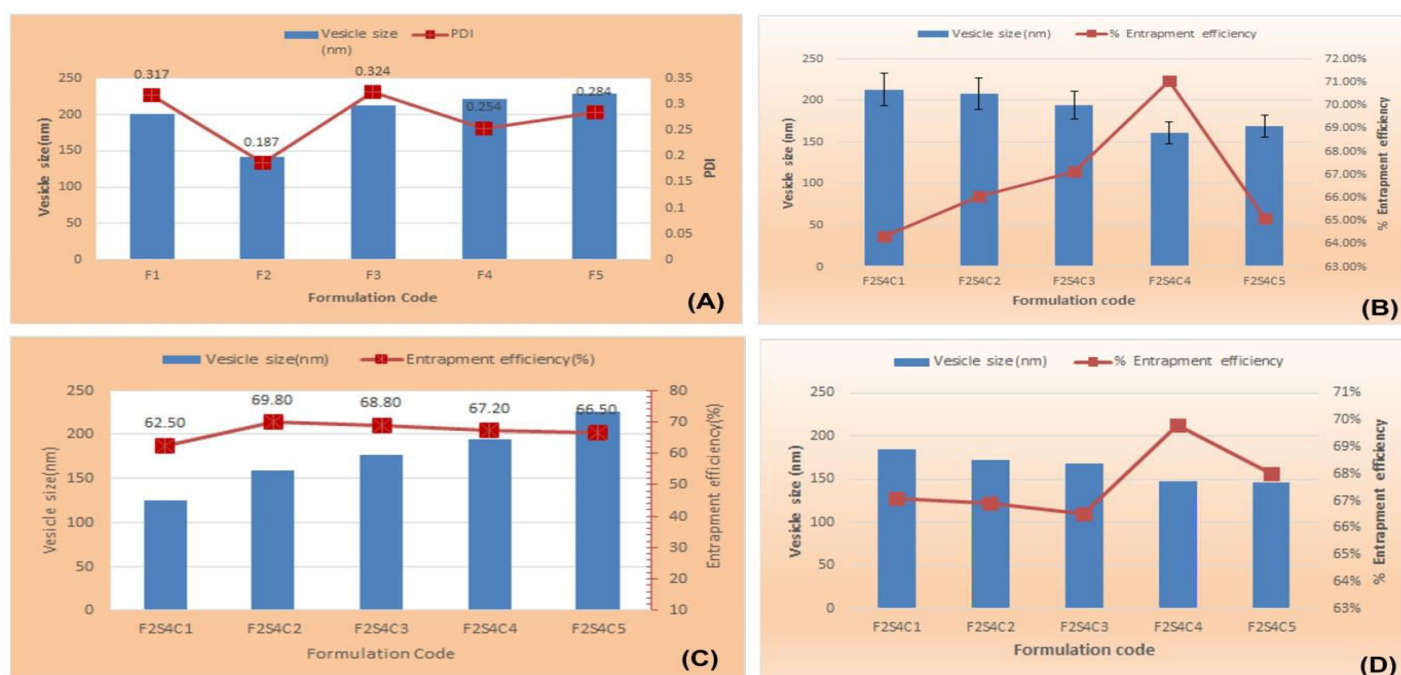 Vesicle size (nm) PDI
250 0.35
200 0.3
150 0.25
100 0.2
50 0.15
0 0.1
0.05
0
0.317 0.187 0.324 0.254 0.284
Vesicle size(nm)
PDI
F1 F2 F3 F4 F5
Formulation Code
(A)
Vesicle size(nm) % Entrapment efficiency
250 72.00%
200 71.00%
150 70.00%
100 69.00%
50 68.00%
0 67.00%
66.00%
65.00%
64.00%
63.00%
Vesicle size (nm)
% Entrapment efficiency
F2S4C1 F2S4C2 F2S4C3 F2S4C4 F2S4C5
Formulation code
(B)
Vesicle size(nm) Entrapment efficiency(%)
250 80
200 70
150 60
100 50
50 40
0 30
20
10
62.50 69.80 68.80 67.20 66.50
Vesicle size(nm)
Entrapment efficiency(%)
F2S4C1 F2S4C2 F2S4C3 F2S4C4 F2S4C5
Formulation Code
(C)
Vesicle size (nm) % Entrapment efficiency
250 71%
200 70%
150 69%
100 68%
50 67%
0 66%
65%
64%
63%
Vesicle size (nm)
% Entrapment efficiency
F2S4C1 F2S4C2 F2S4C3 F2S4C4 F2S4C5
Formulation code
(D)